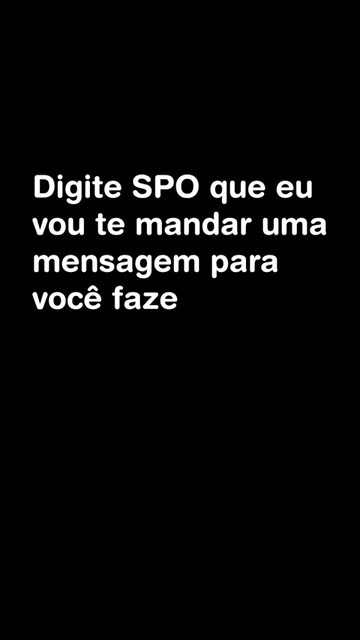 Digite SPO que eu
vou te mandar uma
mensagem para
você faze